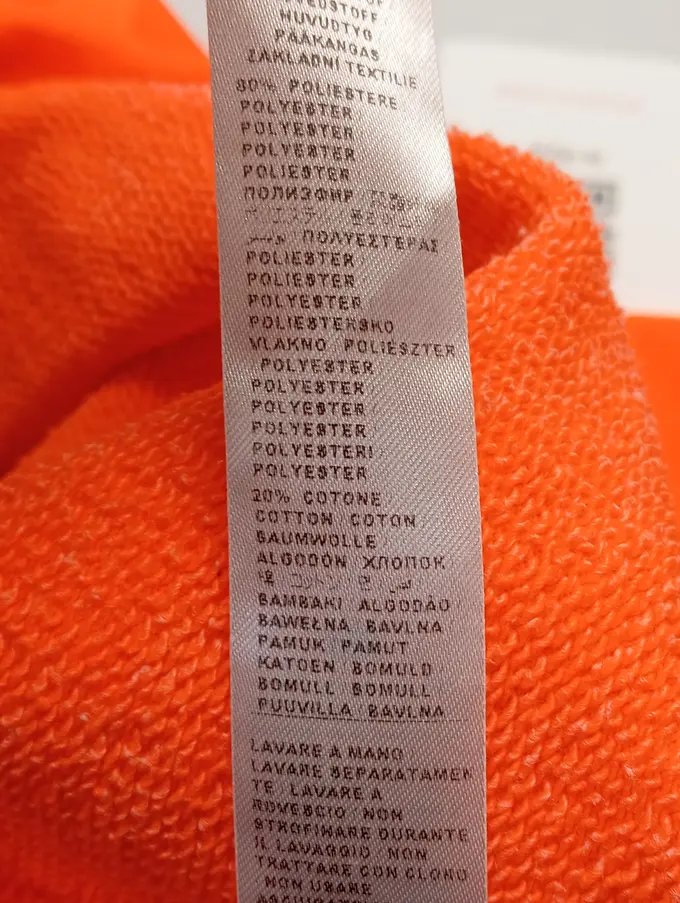 HUVUDTYG
PÄÄKANGAS
ZÁKLADNÍ TEXTILIE
80% POLIESTERE
POLYESTER
POLYESTER
POLYESTER
POLIESTER
ПОЛИЭФИР
ΠΟΛΥΕΣΤΕΡΑΣ
POLIESTER
POLIESTER
POLYESTER
POLIESTERSKO
VLAKNO POLIESZTER
POLYESTER
POLYESTER
POLYESTER
POLYESTER
POLYESTERI
POLYESTER
20% COTONE
COTTON COTON
BAUMWOLLE
ALGODÓN ХЛОПОК
BAMBAKI ALGODÃO
BAWEŁNA BAVLNA
PAMUK PAMUT
KATOEN BOMULD
BOMULL BOMULL
PUUVILLA BAVLNA
LAVARE A MANO
LAVARE SEPARATAMEN
TE, LAVARE A
ROVESCIO NON
STROFINARE DURANTE
IL LAVAGGIO NON
TRATTARE CON CLORO
NON USARE